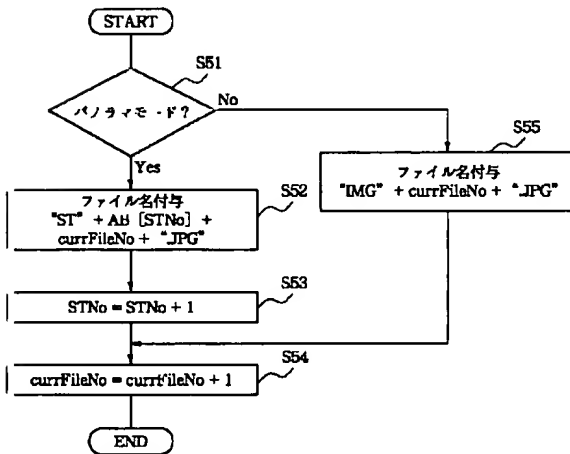 START
S51
パノラマモード?
No
Yes
S55
ファイル名付与
"IMG" + currFileNo + ".JPG"
S52
ファイル名付与
"ST" + AB [STNo] +
currFileNo + ".JPG"
S53
STNo = STNo + 1
S54
currFileNo = currFileNo + 1
END